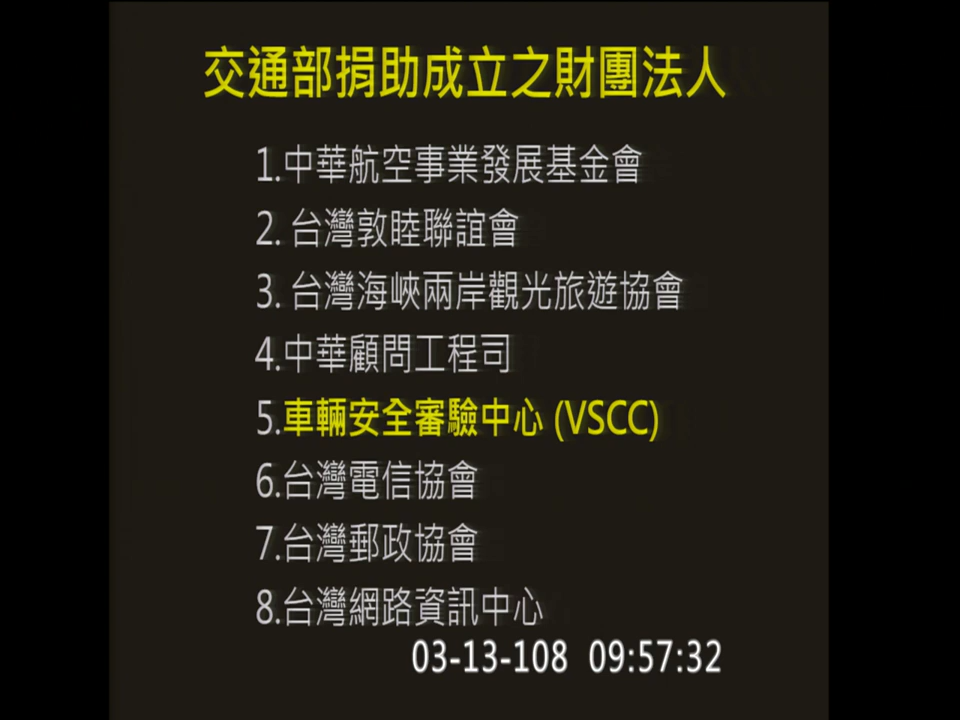 交通部捐助成立之財團法人
1.中華航空事業發展基金會
2. 台灣敦睦聯誼會
3. 台灣海峽兩岸觀光旅遊協會
4.中華顧問工程司
5.車輛安全審驗中心 (VSCC)
6.台灣電信協會
7.台灣郵政協會
8.台灣網路資訊中心
03-13-108 09:57:32